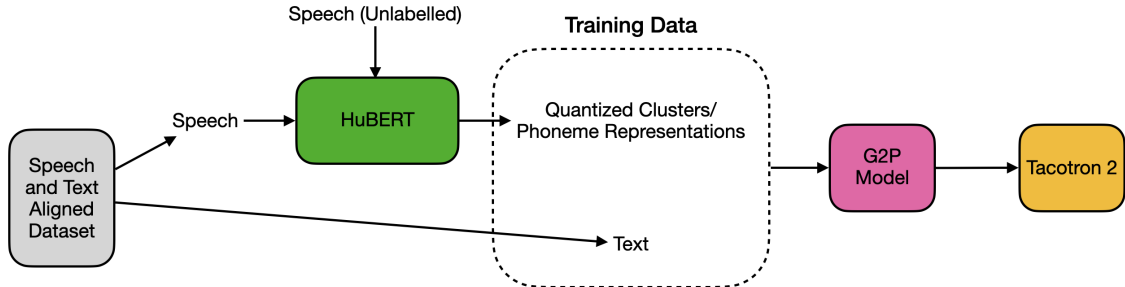 Speech (Unlabelled)
Training Data
Speech
HuBERT
Quantized Clusters/
Phoneme Representations
Speech
and Text
Aligned
Dataset
G2P
Model
Tacotron 2
Text